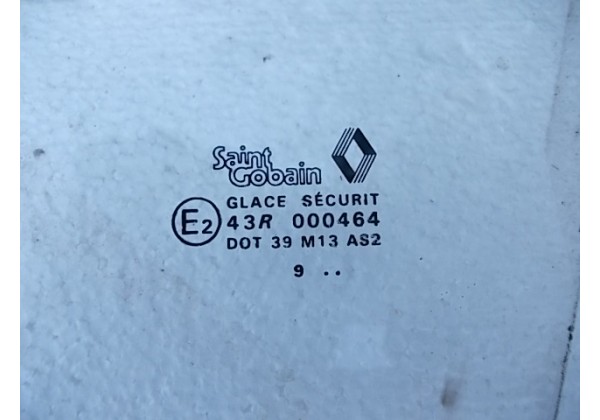 Saint
Gobain
GLACE SÉCURIT
E2 43R 000464
DOT 39 M13 AS2
9 ..